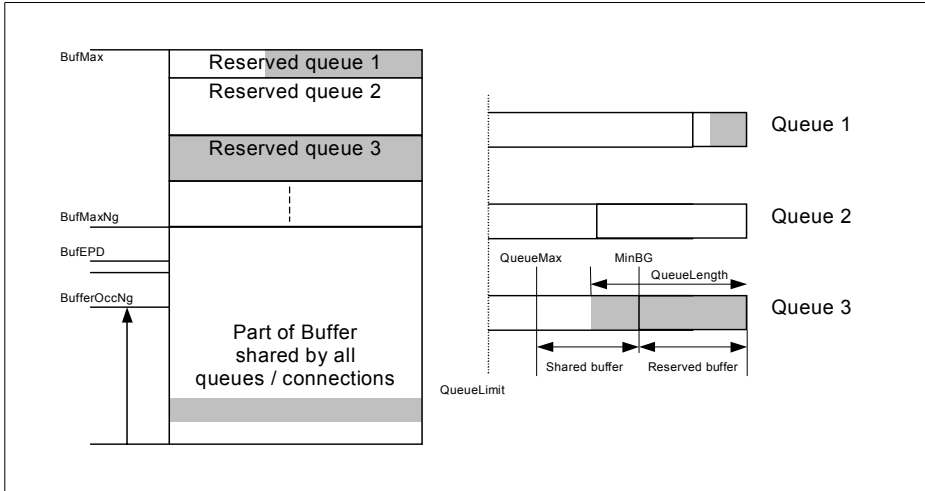 BufMax
Reserved queue 1
Reserved queue 2
Reserved queue 3
BufMaxNg
BufEPD
BufferOccNg
Part of Buffer
shared by all
queues / connections
Queue 1
Queue 2
QueueMax
MinBG
QueueLength
Queue 3
Shared buffer
Reserved buffer
QueueLimit